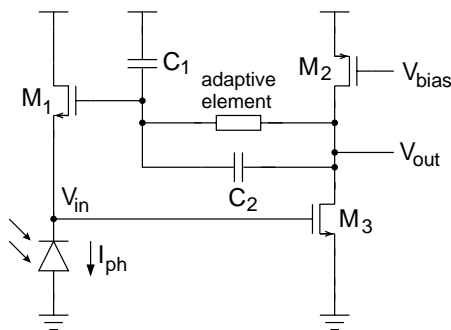 C1
M2
adaptive
element
M1
Vbias
Vout
C2
Vin
M3
Iph